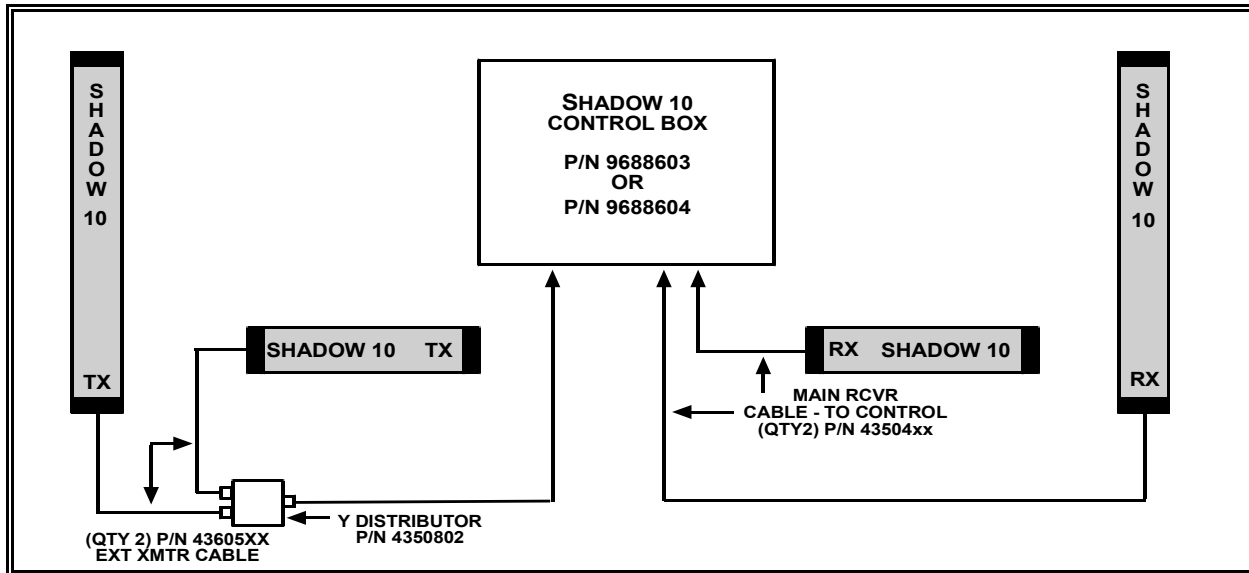 S
H
A
D
O
W
10
TX
SHADOW 10
CONTROL BOX
P/N 9688603
OR
P/N 9688604
S
H
A
D
O
W
10
RX
SHADOW 10 TX
RX SHADOW 10
MAIN RCVR
CABLE - TO CONTROL
(QTY2) P/N 43504xx
Y DISTRIBUTOR
P/N 4350802
(QTY 2) P/N 43605XX
EXT XMTR CABLE